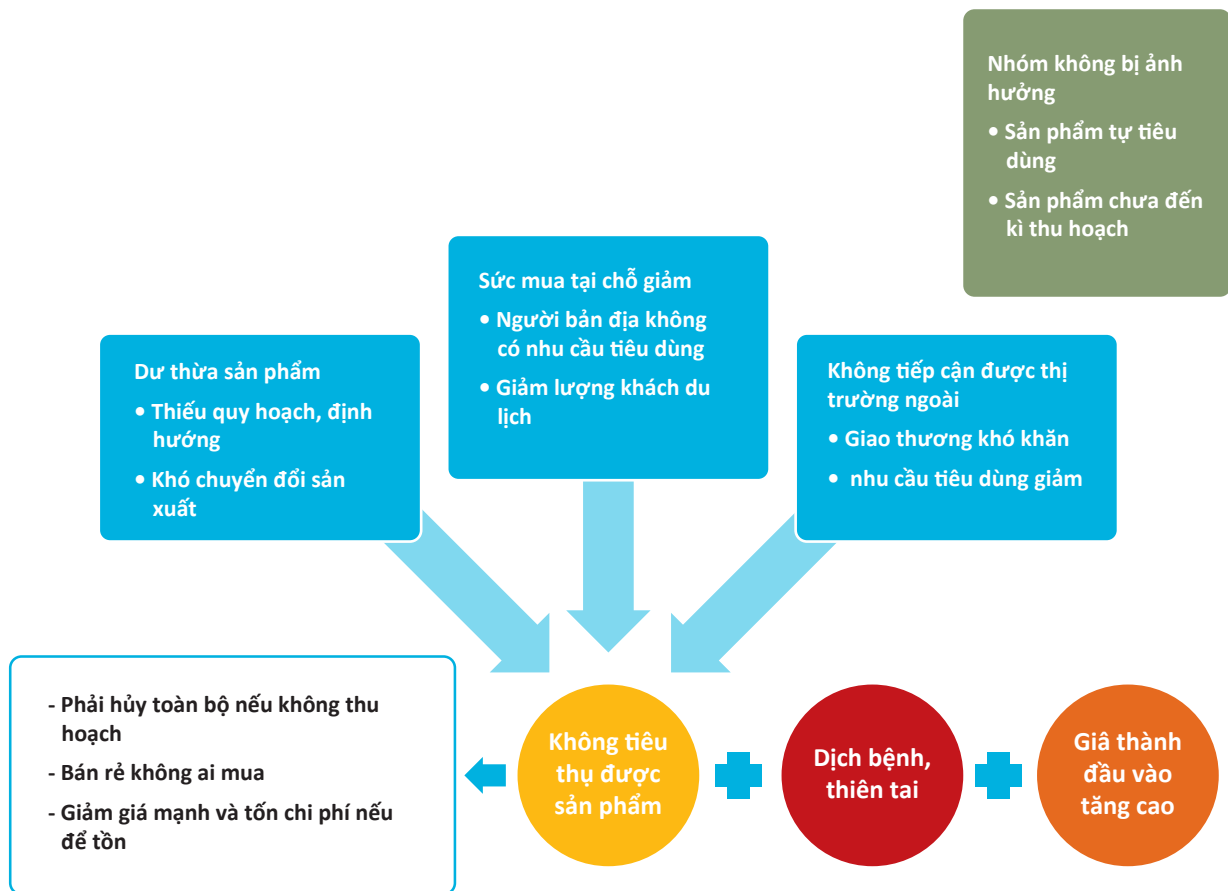 Nhóm không bị ảnh
hưởng
• Sản phẩm tự tiêu
dùng
• Sản phẩm chưa đến
kì thu hoạch
Sức mua tại chỗ giảm
• Người bản địa không
có nhu cầu tiêu dùng
• Giảm lượng khách du
lịch
Dư thừa sản phẩm
• Thiếu quy hoạch, định
hướng
• Khó chuyển đổi sản
xuất
Không tiếp cận được thị
trường ngoài
• Giao thương khó khăn
• nhu cầu tiêu dùng giảm
- Phải hủy toàn bộ nếu không thu
hoạch
- Bán rẻ không ai mua
- Giảm giá mạnh và tốn chi phí nếu
để tồn
Không tiêu
thụ được
sản phẩm
Dịch bệnh,
thiên tai
Giâ thành
đầu vào
tăng cao